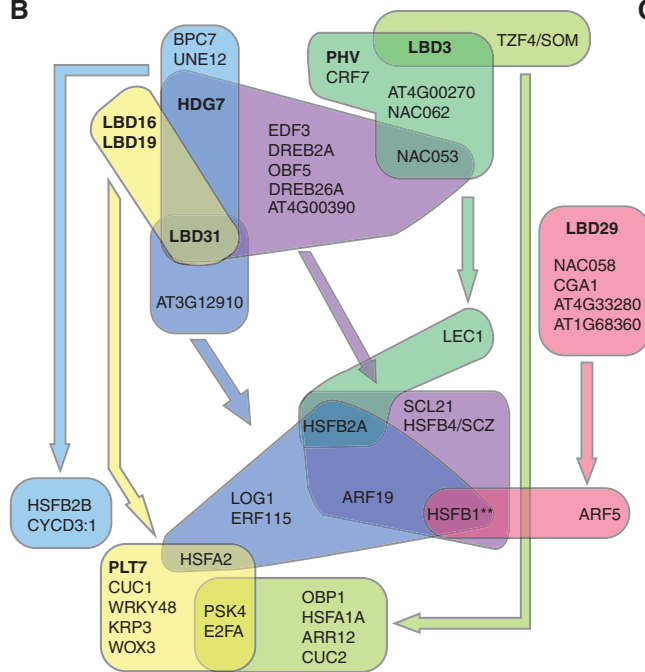 B
C
BPC7
UNE12
HDG7
LBD16
LBD19
LBD31
AT3G12910
EDF3
DREB2A
OBF5
DREB26A
AT4G00390
PHV
CRF7
LBD3
TZF4/SOM
AT4G00270
NAC062
NAC053
LBD29
NAC058
CGA1
AT4G33280
AT1G68360
LEC1
SCL21
HSFB4/SCZ
HSFB2A
ARF19
HSFB1**
ARF5
LOG1
ERF115
HSFB2B
CYCD3:1
HSFA2
PLT7
CUC1
WRKY48
KRP3
WOX3
PSK4
E2FA
OBP1
HSFA1A
ARR12
CUC2